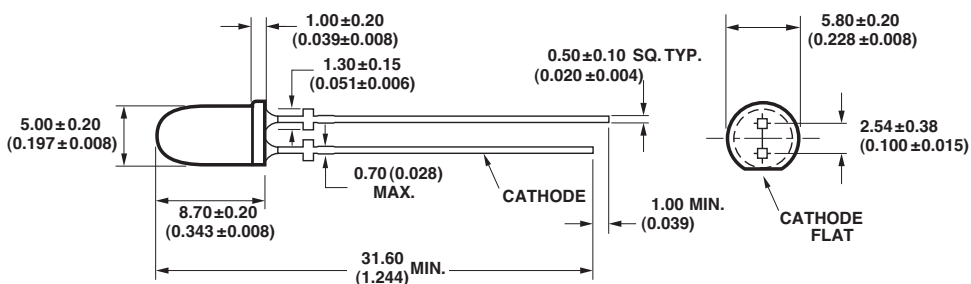 1.00±0.20
(0.039±0.008)
1.30±0.15
(0.051±0.006)
0.50±0.10 SQ. TYP.
(0.020±0.004)
5.80±0.20
(0.228±0.008)
5.00±0.20
(0.197±0.008)
2.54±0.38
(0.100±0.015)
0.70 (0.028)
MAX.
CATHODE
1.00 MIN.
(0.039)
CATHODE
FLAT
8.70±0.20
(0.343±0.008)
31.60
(1.244)
MIN.